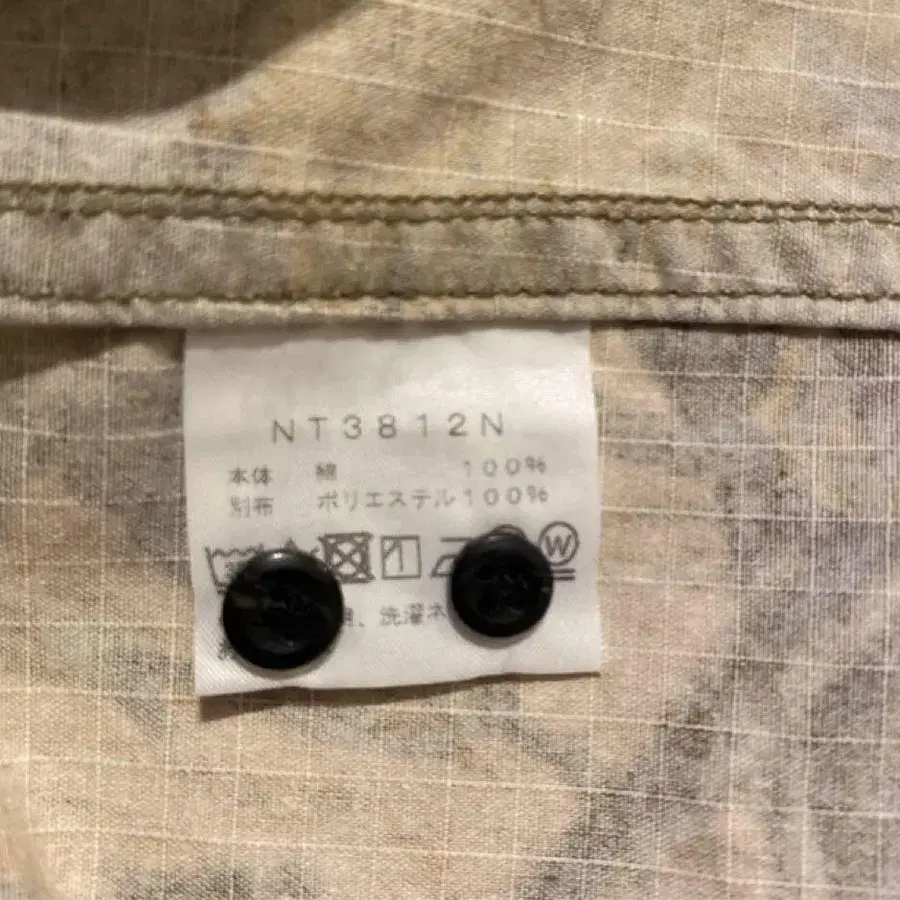 NT3812N
本体 綿 100%
別布 ポリエステル100%
W
洗濯ネ